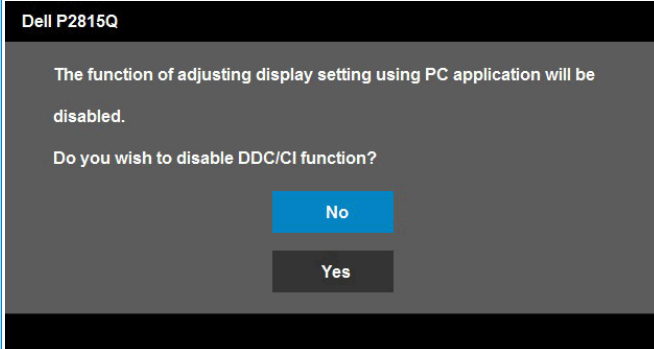 Dell P2815Q
The function of adjusting display setting using PC application will be
disabled.
Do you wish to disable DDC/CI function?
No
Yes